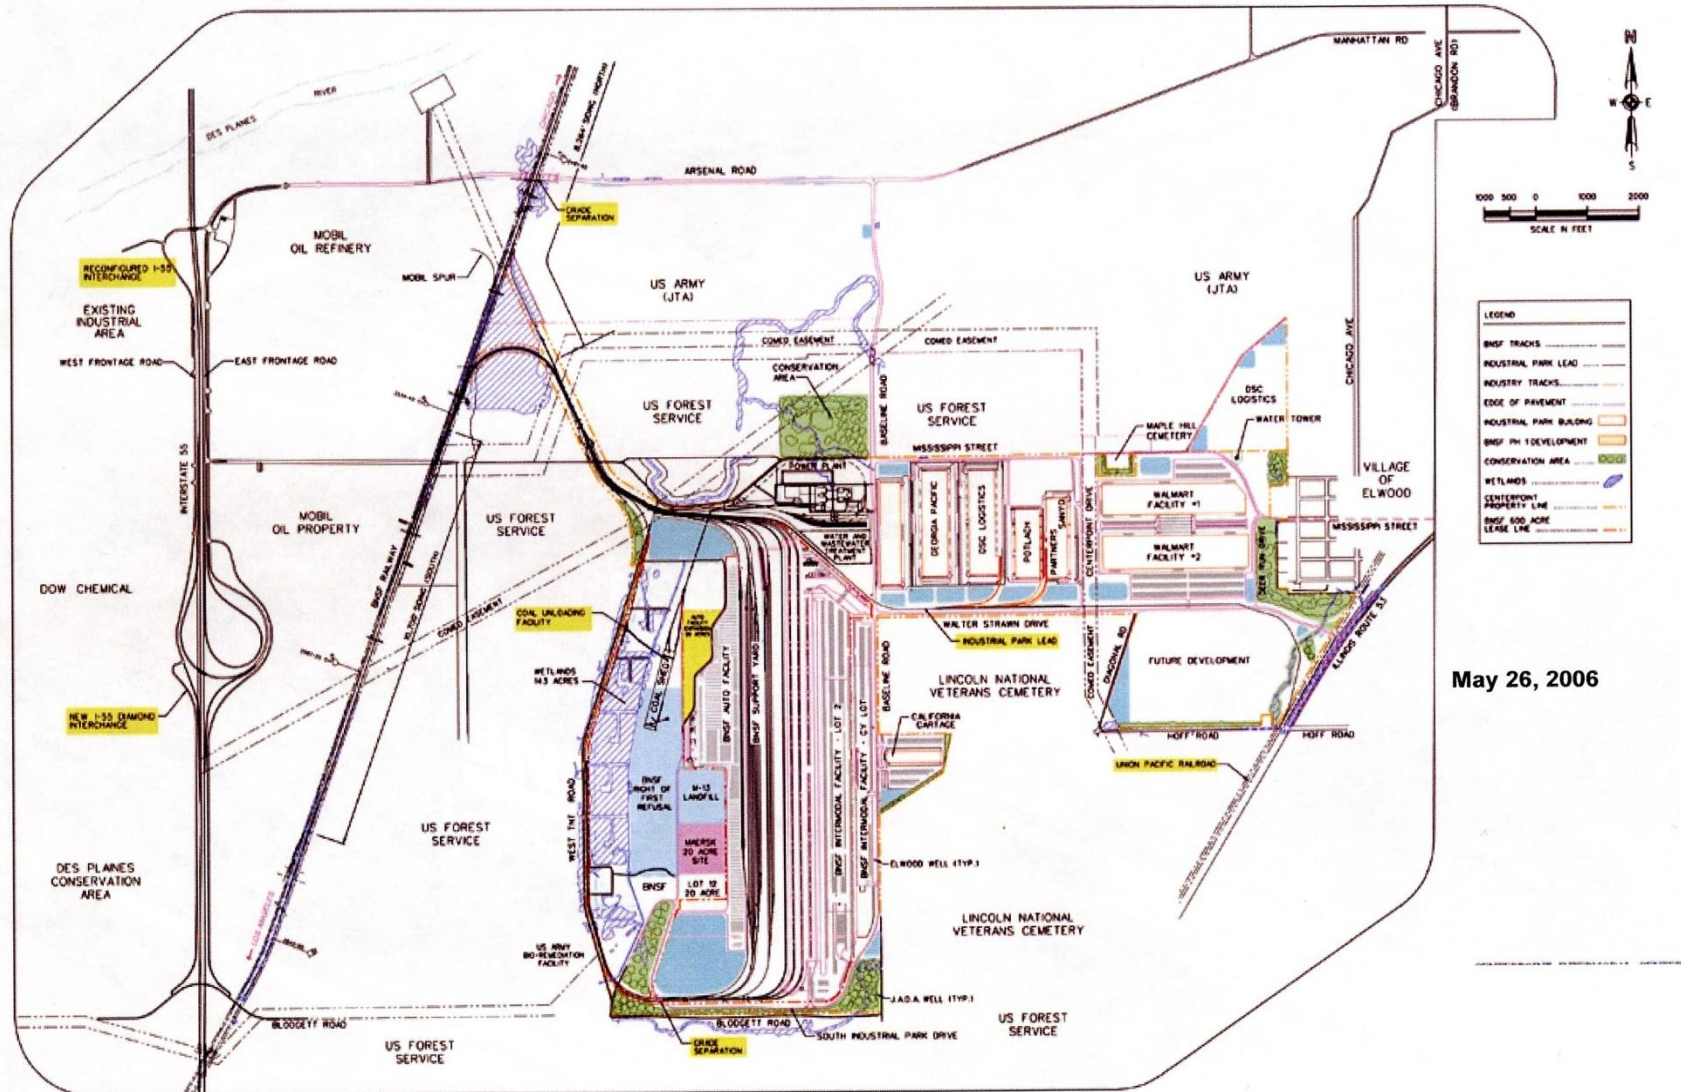 MANHATTAN RD
CHICAGO AVE
(BRANDON RD)
N
W
E
S
RIVER
DES PLAINES
CHICAGO
ARSENAL ROAD
1000 500 0 1000 2000
SCALE IN FEET
GRADE
SEPARATION
MOBIL
OIL REFINERY
RECONFIGURED I-55
INTERCHANGE
MOBIL SPUR
US ARMY
(JTA)
US ARMY
(JTA)
EXISTING
INDUSTRIAL
AREA
WEST FRONTAGE ROAD
EAST FRONTAGE ROAD
COMED EASEMENT
COMED EASEMENT
CONSERVATION
AREA
CHICAGO AVE
LEGEND
BNSF TRACKS
INDUSTRIAL PARK LEAD
INDUSTRY TRACKS
EDGE OF PAVEMENT
INDUSTRIAL PARK BUILDING
BNSF PH 1 DEVELOPMENT
CONSERVATION AREA
WETLANDS
CENTERPOINT
PROPERTY LINE
BNSF 600 ACRE
LEASE LINE
US FOREST
SERVICE
BASELINE ROAD
US FOREST
SERVICE
DSC
LOGISTICS
WATER TOWER
MAPLE HILL
CEMETERY
MISSISSIPPI STREET
INTERSTATE 55
POWER PLANT
VILLAGE
OF
ELWOOD
MOBIL
OIL PROPERTY
US FOREST
SERVICE
GEORGIA PACIFIC
DSC LOGISTICS
POTLACH
PARTNERS
SANYO
CENTERPOINT DRIVE
WALMART
FACILITY #1
WALMART
FACILITY #2
MISSISSIPPI STREET
DEER RUN DRIVE
WATER AND
WASTEWATER
TREATMENT
PLANT
DOW CHEMICAL
BNSF RAILWAY
COMED EASEMENT
COAL UNLOADING
FACILITY
WALTER STRAWN DRIVE
INDUSTRIAL PARK LEAD
ILLINOIS ROUTE 53
WETLANDS
143 ACRES
COAL SHED
BNSF AUTO FACILITY
BNSF SUPPORT YARD
BNSF INTERMODAL FACILITY - LOT 2
BNSF INTERMODAL FACILITY - CY LOT
BASELINE ROAD
LINCOLN NATIONAL
VETERANS CEMETERY
COMED EASEMENT
DIAGONAL RD
FUTURE DEVELOPMENT
May 26, 2006
NEW I-55 DIAMOND
INTERCHANGE
CALIFORNIA
CARTAGE
HOFF ROAD
HOFF ROAD
UNION PACIFIC RAILROAD
BNSF
RIGHT OF
FIRST
REFUSAL
M-13
LANDFILL
WEST TNT ROAD
US FOREST
SERVICE
MAERSK
20 ACRE
SITE
ELWOOD WELL (TYP.)
DES PLAINES
CONSERVATION
AREA
BNSF
LOT 12
20 ACRE
LOS ANGELES
LINCOLN NATIONAL
VETERANS CEMETERY
US ARMY
BIO-REMEDIATION
FACILITY
J.A.D.A. WELL (TYP.)
BLODGETT ROAD
BLODGETT ROAD
SOUTH INDUSTRIAL PARK DRIVE
US FOREST
SERVICE
US FOREST
SERVICE
GRADE
SEPARATION